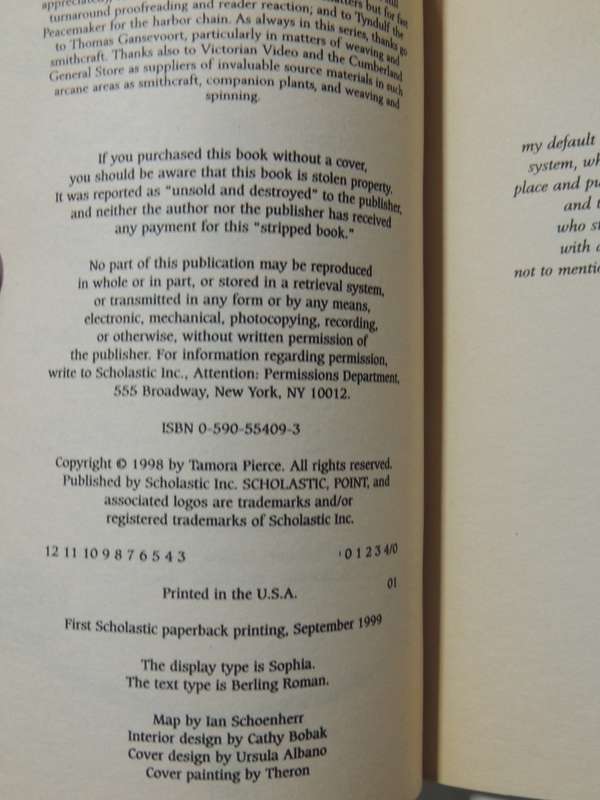 appreciated),
turnaround proofreading and reader reaction; and to Tyndulf the
Peacemaker for the harbor chain. As always in this series, thanks go
to Thomas Gansevoort, particularly in matters of weaving and
smithcraft. Thanks also to Victorian Video and the Cumberland
General Store as suppliers of invaluable source materials in such
arcane areas as smithcraft, companion plants, and weaving and
spinning.
If you purchased this book without a cover,
you should be aware that this book is stolen property.
It was reported as "unsold and destroyed" to the publisher,
and neither the author nor the publisher has received
any payment for this "stripped book."
No part of this publication may be reproduced
in whole or in part, or stored in a retrieval system,
or transmitted in any form or by any means,
electronic, mechanical, photocopying, recording,
or otherwise, without written permission of
the publisher. For information regarding permission,
write to Scholastic Inc., Attention: Permissions Department,
555 Broadway, New York, NY 10012.
ISBN 0-590-55409-3
Copyright © 1998 by Tamora Pierce. All rights reserved.
Published by Scholastic Inc. SCHOLASTIC, POINT, and
associated logos are trademarks and/or
registered trademarks of Scholastic Inc.
12 11 10 9 8 7 6 5 4 3 0 1 2 3 4/0
Printed in the U.S.A. 01
First Scholastic paperback printing, September 1999
The display type is Sophia.
The text type is Berling Roman.
Map by Ian Schoenherr
Interior design by Cathy Bobak
Cover design by Ursula Albano
Cover painting by Theron
my default
system,
place and
and
who
with
not to